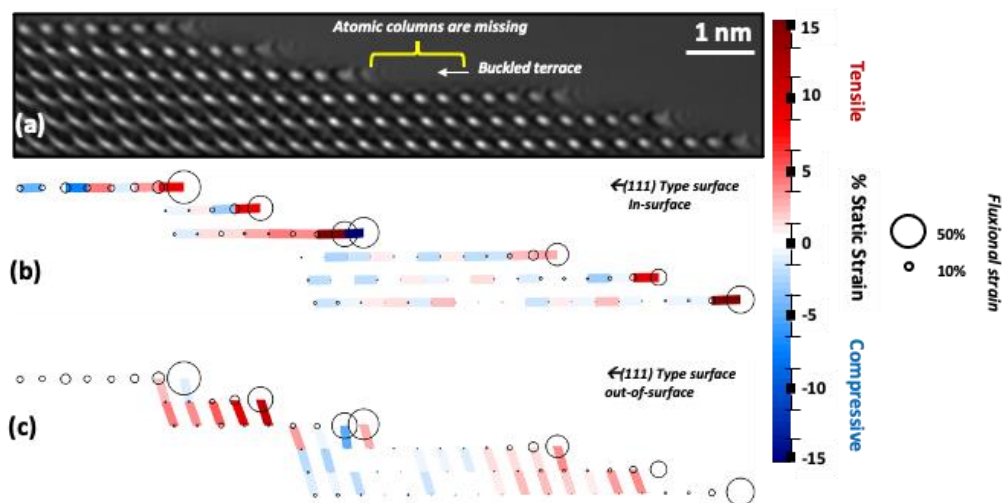 Atomic columns are missing
1 nm
Buckled terrace
(a)
←(111) Type surface
In-surface
(b)
←(111) Type surface
out-of-surface
(c)
15
10
5
0
-5
-10
-15
Tensile
% Static Strain
Compressive
50%
10%
Fluxional strain